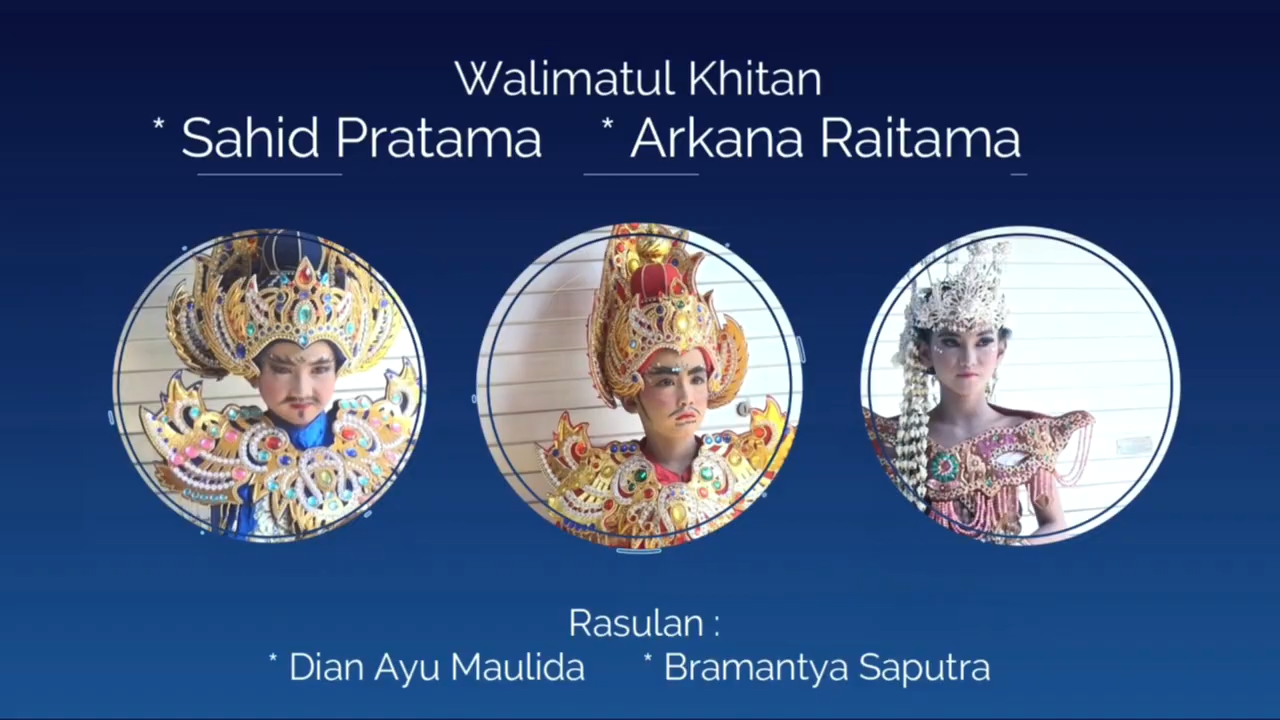 Walimatul Khitan
* Sahid Pratama * Arkana Raitama
Rasulan :
* Dian Ayu Maulida * Bramantya Saputra